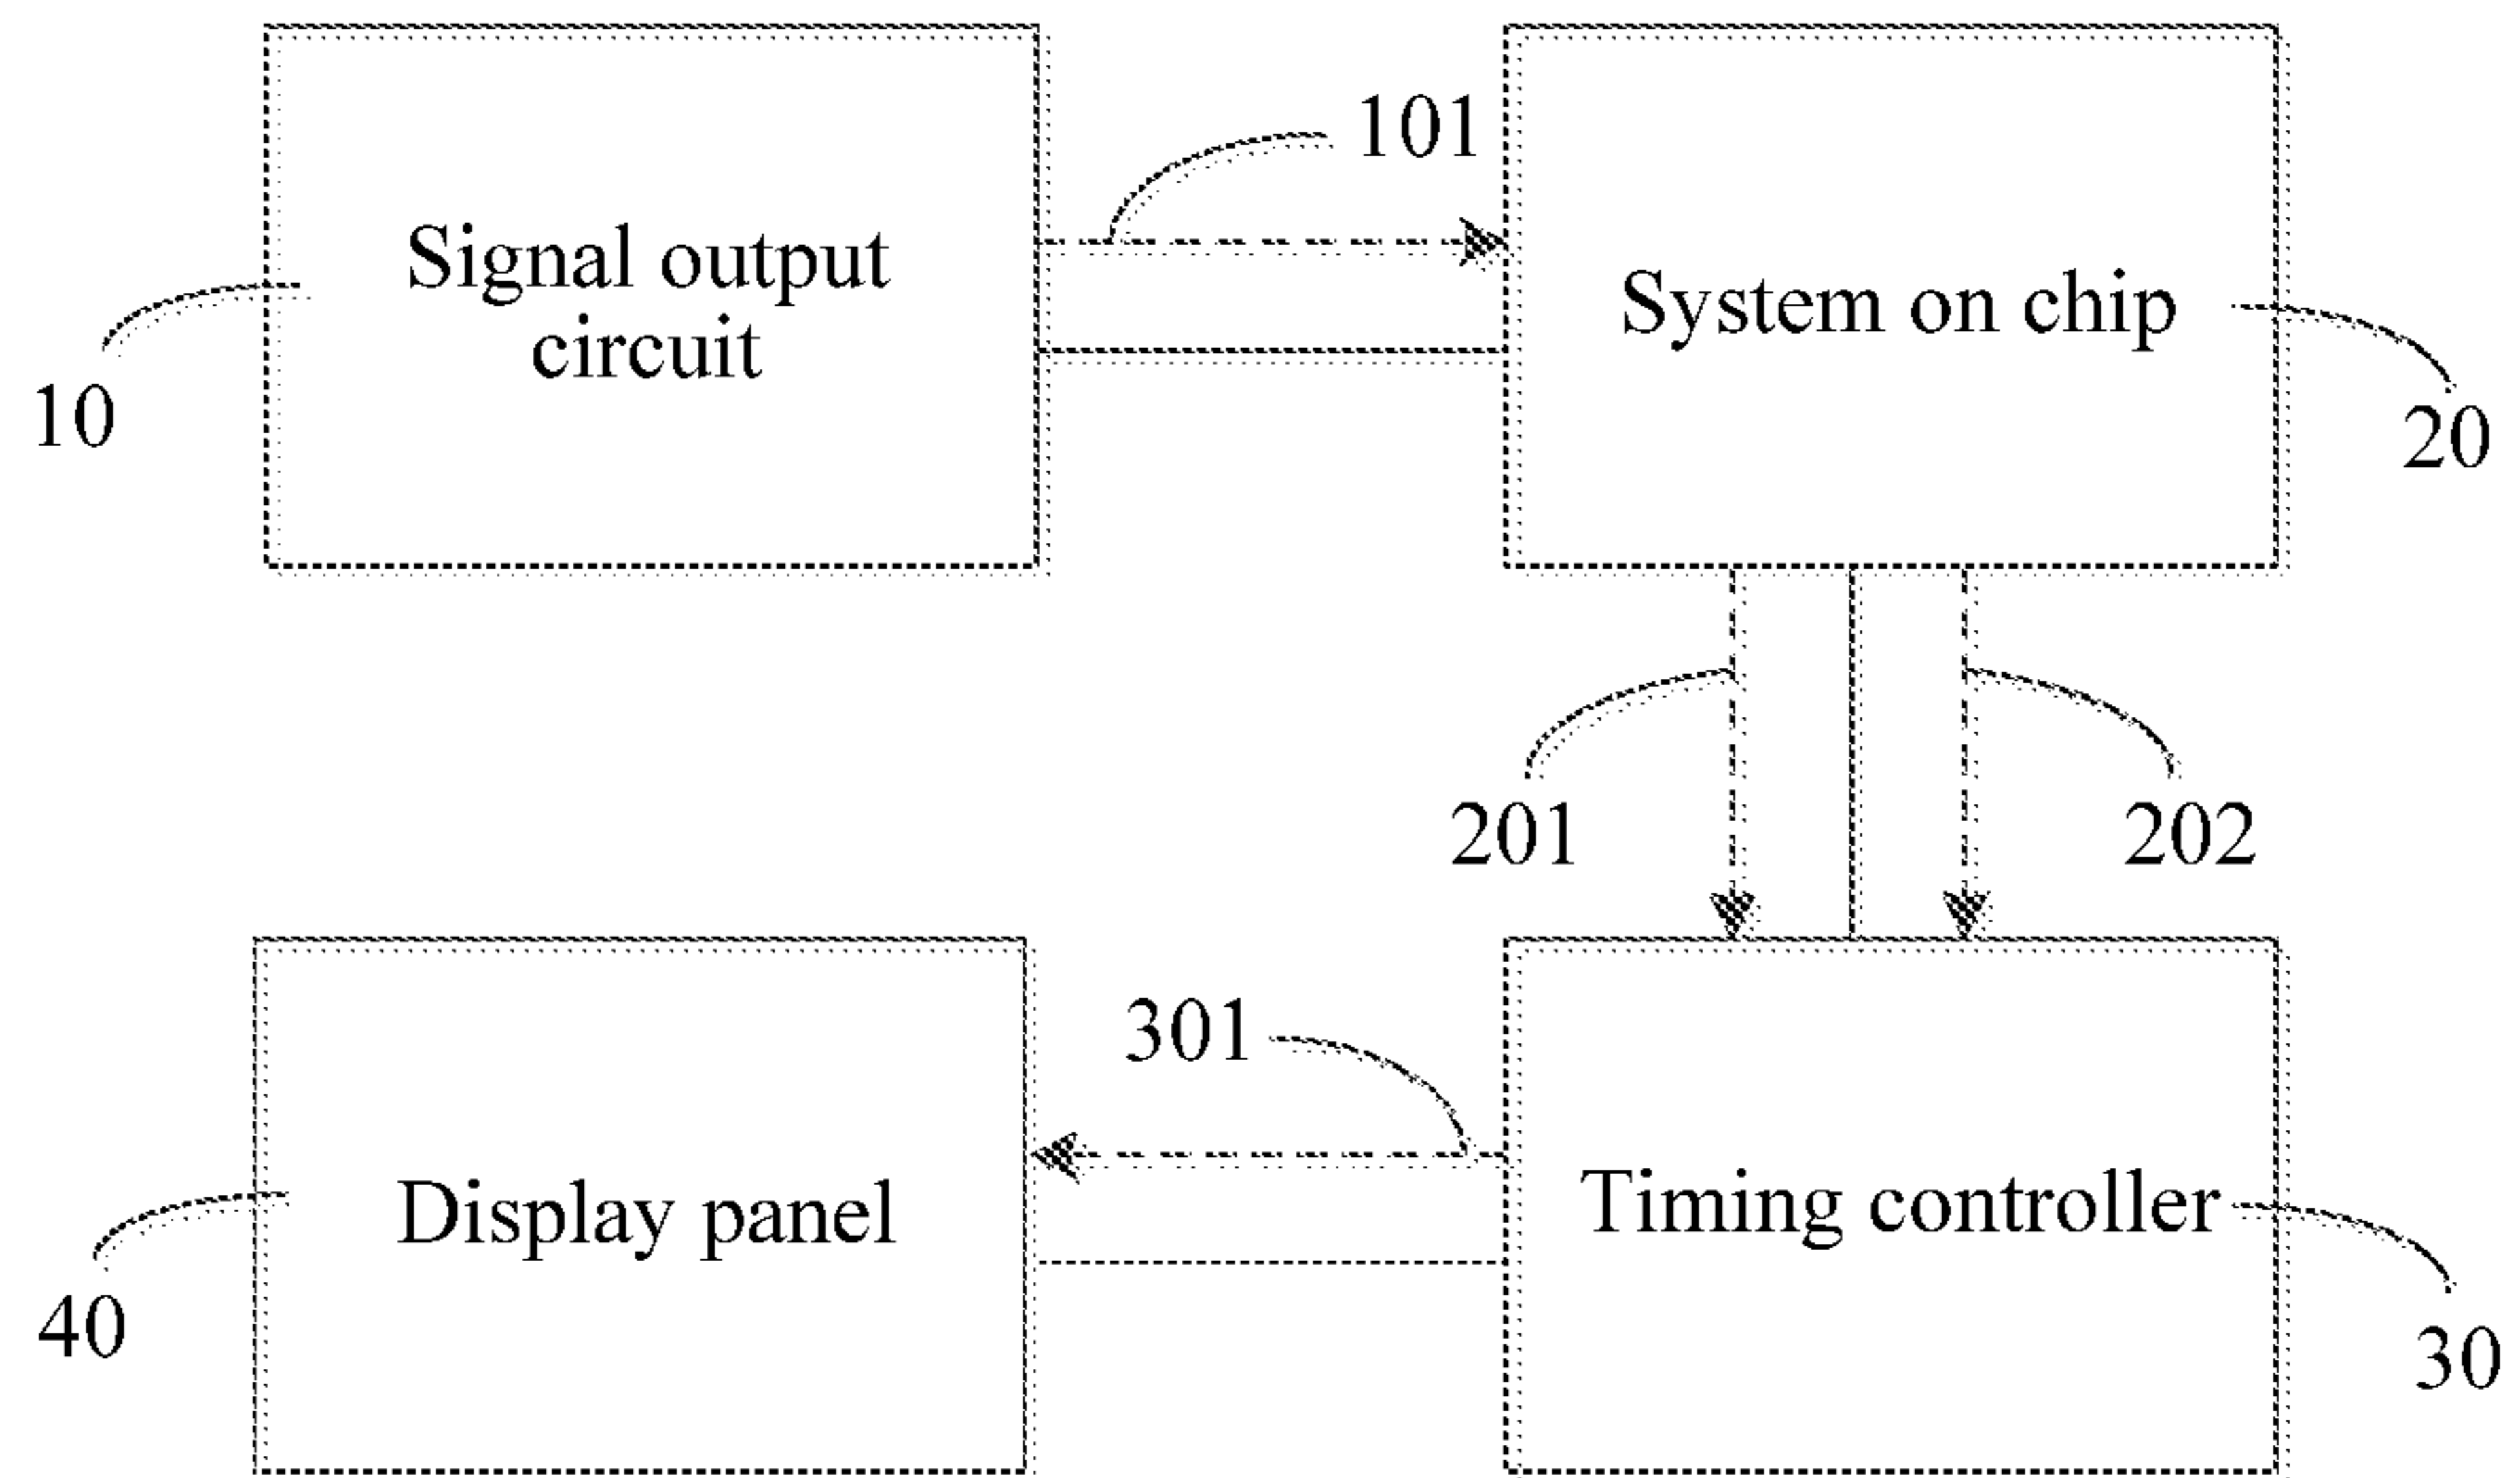 101
Signal output
circuit
System on chip
10
20
201
202
301
Display panel
Timing controller
40
30